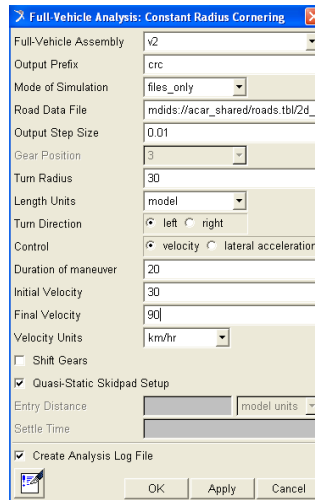 Full-Vehicle Analysis: Constant Radius Cornering
Full-Vehicle Assembly v2
Output Prefix crc
Mode of Simulation files_only
Road Data File mdids://acar_shared/roads.tbl/2d_
Output Step Size 0.01
Gear Position 3
Turn Radius 30
Length Units model
Turn Direction left right
Control velocity lateral acceleration
Duration of maneuver 20
Initial Velocity 30
Final Velocity 90
Velocity Units km/hr
Shift Gears
Quasi-Static Skidpad Setup
Entry Distance model units
Settle Time
Create Analysis Log File
OK Apply Cancel